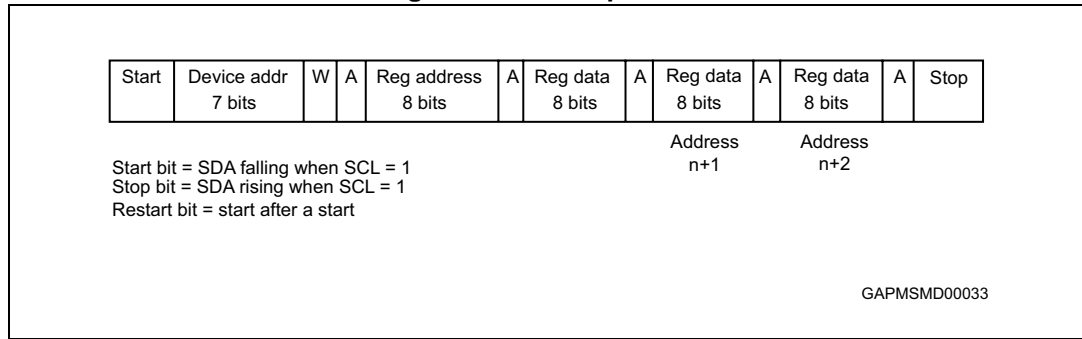 Start Device addr W A Reg address A Reg data A Reg data A Reg data A Stop
7 bits 8 bits 8 bits 8 bits 8 bits
Address Address
n+1 n+2
Start bit = SDA falling when SCL = 1
Stop bit = SDA rising when SCL = 1
Restart bit = start after a start
GAPMSMD00033